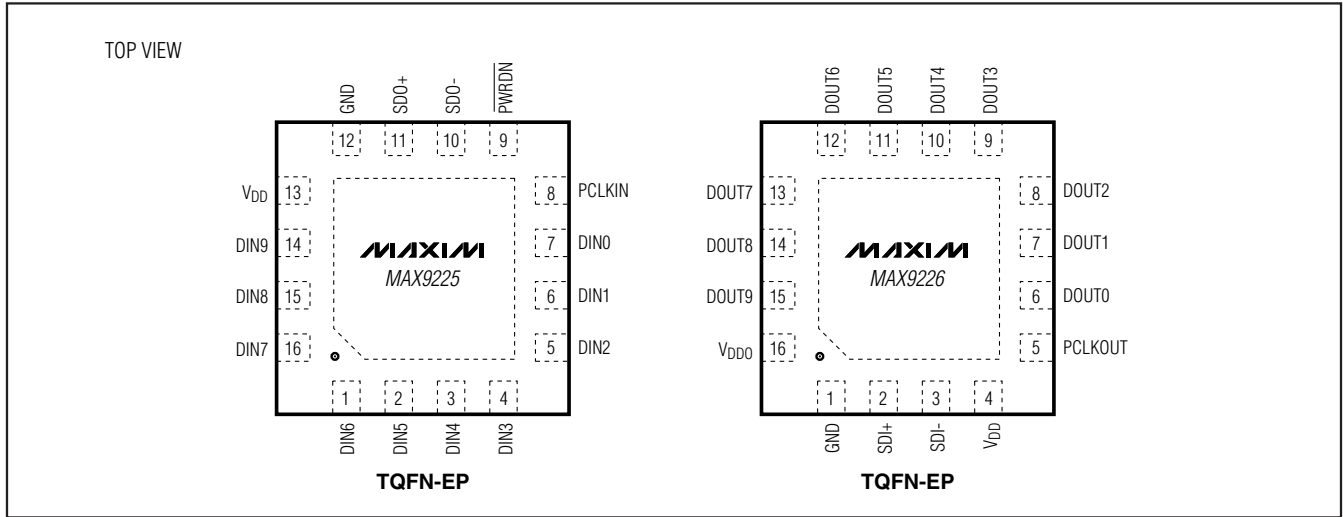 TOP VIEW
GND SDO+ SDO- PWRDN
12 11 10 9
VDD 13 8 PCLKIN
DIN9 14 7 DIN0
DIN8 15 6 DIN1
DIN7 16 5 DIN2
MAXIM
MAX9225
1 2 3 4
DIN6 DIN5 DIN4 DIN3
TQFN-EP
DOUT6 DOUT5 DOUT4 DOUT3
12 11 10 9
DOUT7 13 8 DOUT2
DOUT8 14 7 DOUT1
DOUT9 15 6 DOUT0
VDDO 16 5 PCLKOUT
MAXIM
MAX9226
1 2 3 4
GND SDI+ SDI- VDD
TQFN-EP